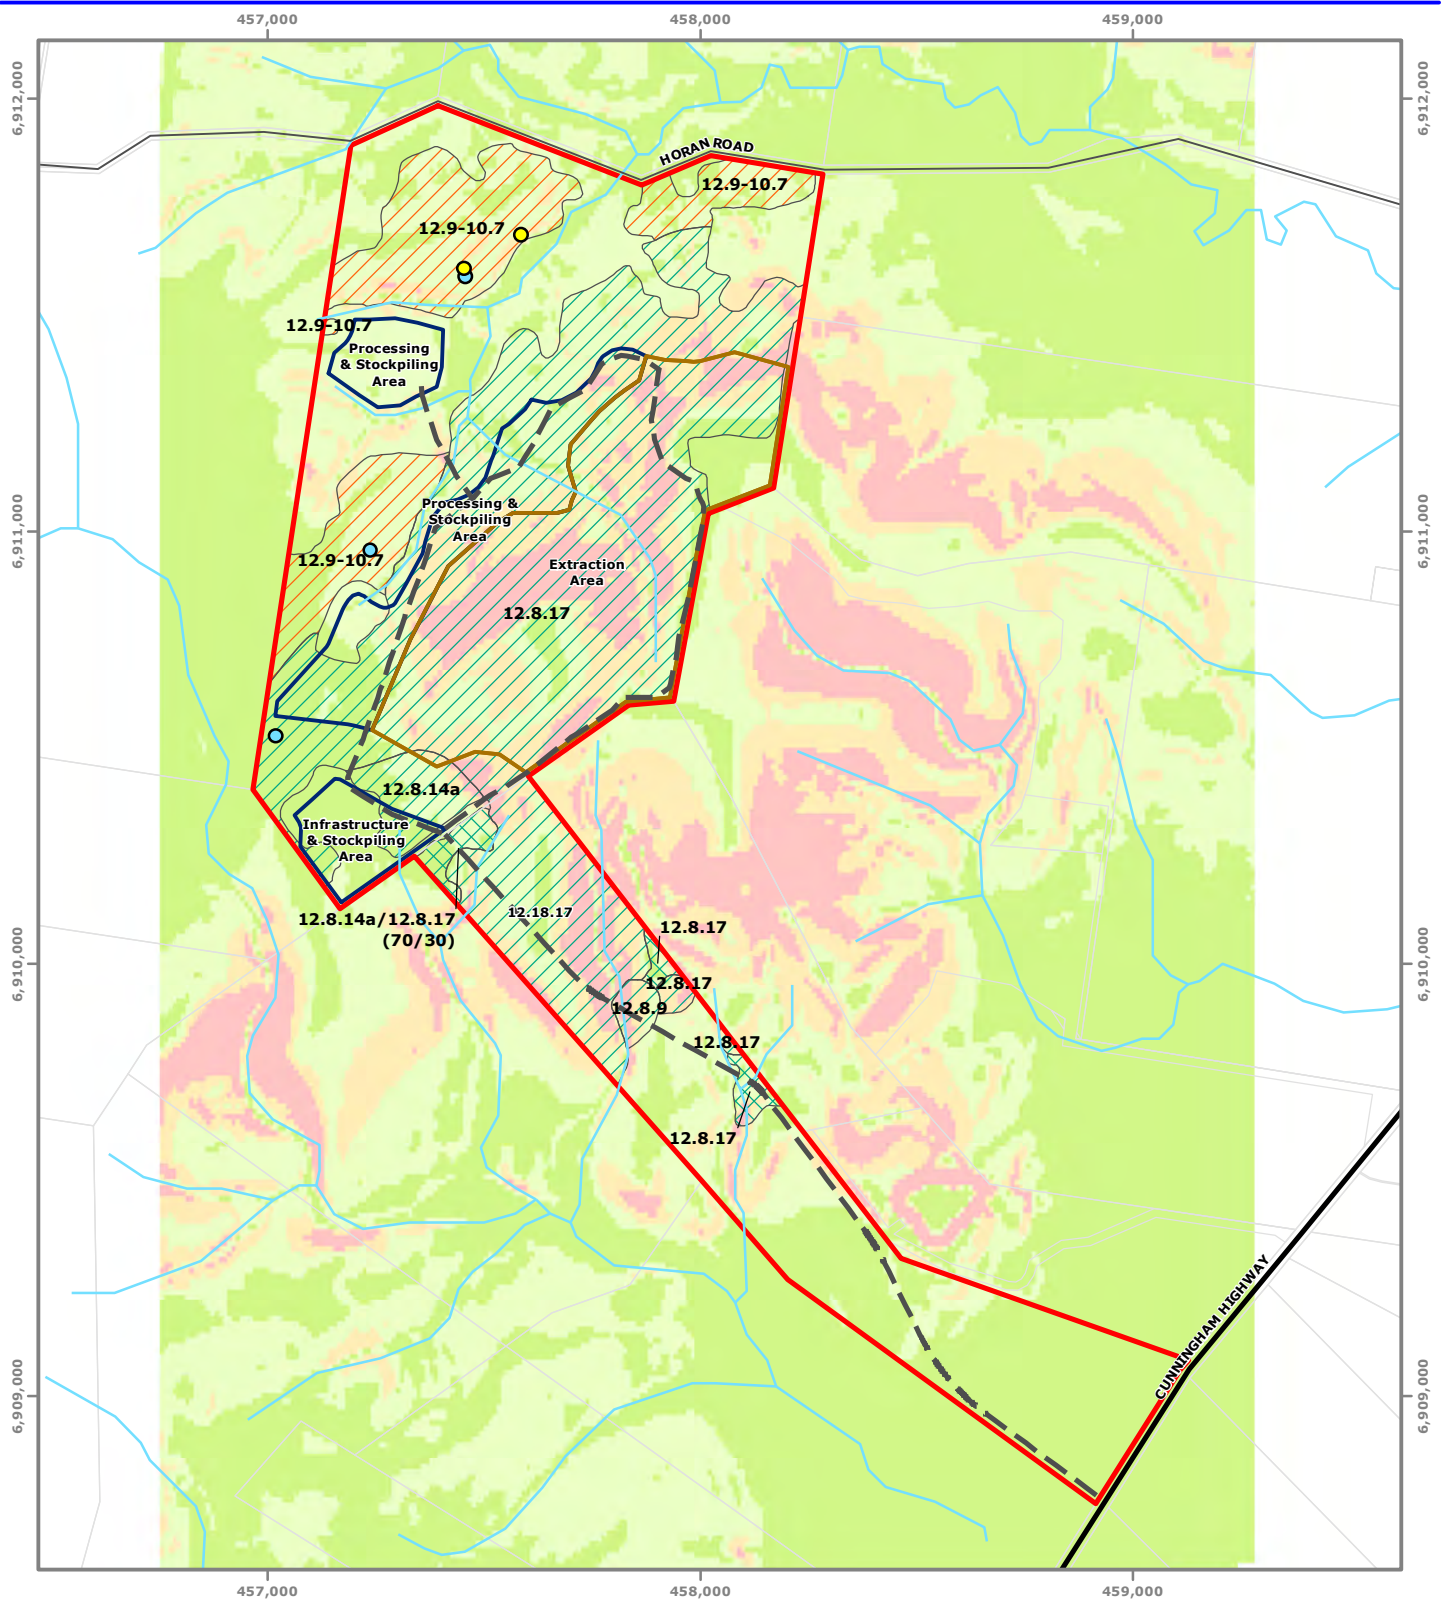 457,000
458,000
459,000
6,912,000
6,912,000
HORAN ROAD
12.9-10.7
12.9-10.7
12.9-10.7
Processing
& Stockpiling
Area
Processing &
Stockpiling
Area
6,911,000
6,911,000
12.9-10.7
Extraction
Area
12.8.17
12.8.14a
Infrastructure
& Stockpiling
Area
12.8.14a/12.8.17
(70/30)
12.18.17
12.8.17
6,910,000
6,910,000
12.8.17
12.8.9
12.8.17
12.8.17
CUNNINGHAM HIGHWAY
6,909,000
6,909,000
457,000
458,000
459,000